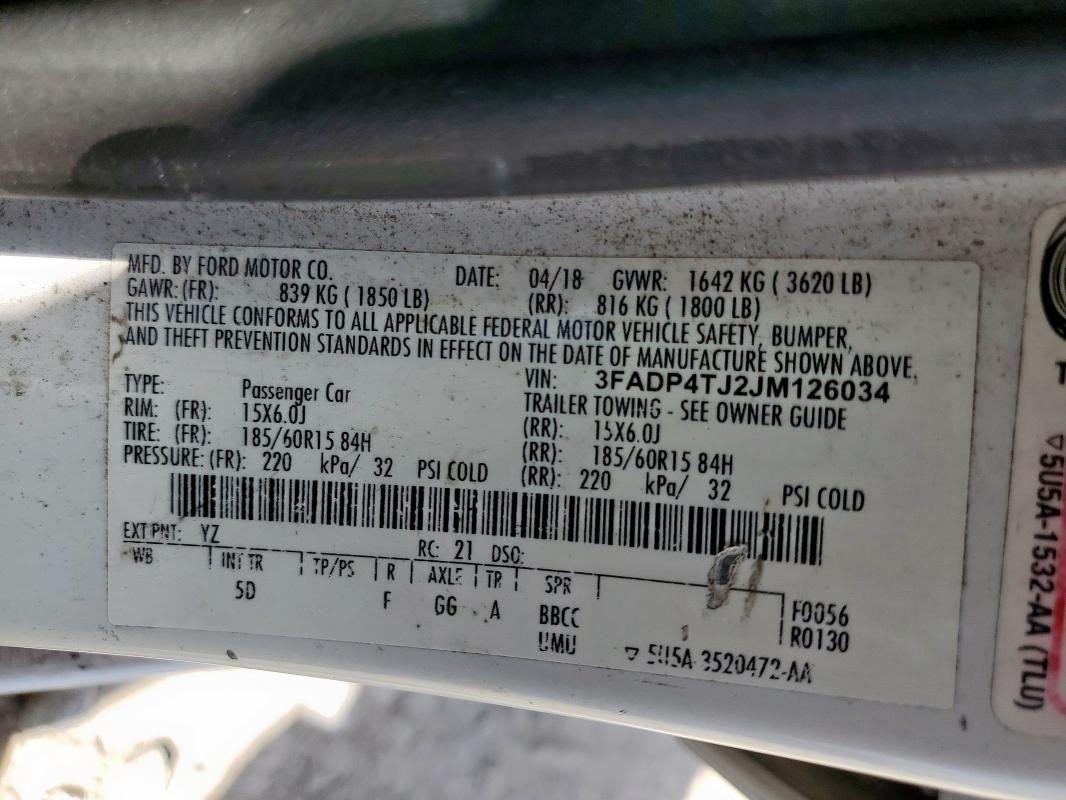 MFD. BY FORD MOTOR CO. DATE: 04/18 GVWR: 1642 KG ( 3620 LB)
GAWR: (FR): 839 KG ( 1850 LB) (RR): 816 KG ( 1800 LB)
THIS VEHICLE CONFORMS TO ALL APPLICABLE FEDERAL MOTOR VEHICLE SAFETY, BUMPER,
AND THEFT PREVENTION STANDARDS IN EFFECT ON THE DATE OF MANUFACTURE SHOWN ABOVE.
VIN: 3FADP4TJ2JM126034
TYPE: Passenger Car TRAILER TOWING - SEE OWNER GUIDE
RIM: (FR): 15X6.0J (RR): 15X6.0J
TIRE: (FR): 185/60R15 84H (RR): 185/60R15 84H
PRESSURE: (FR): 220 kPa/ 32 PSI COLD (RR): 220 kPa/ 32 PSI COLD
EXT PNT: YZ RC: 21 DSO:
WB INT TR TP/PS R AXLE TR SPR
5D F GG A BBCC F0056
UMU R0130
5U5A-3520472-AA
5U5A-1532-AA (TLU)